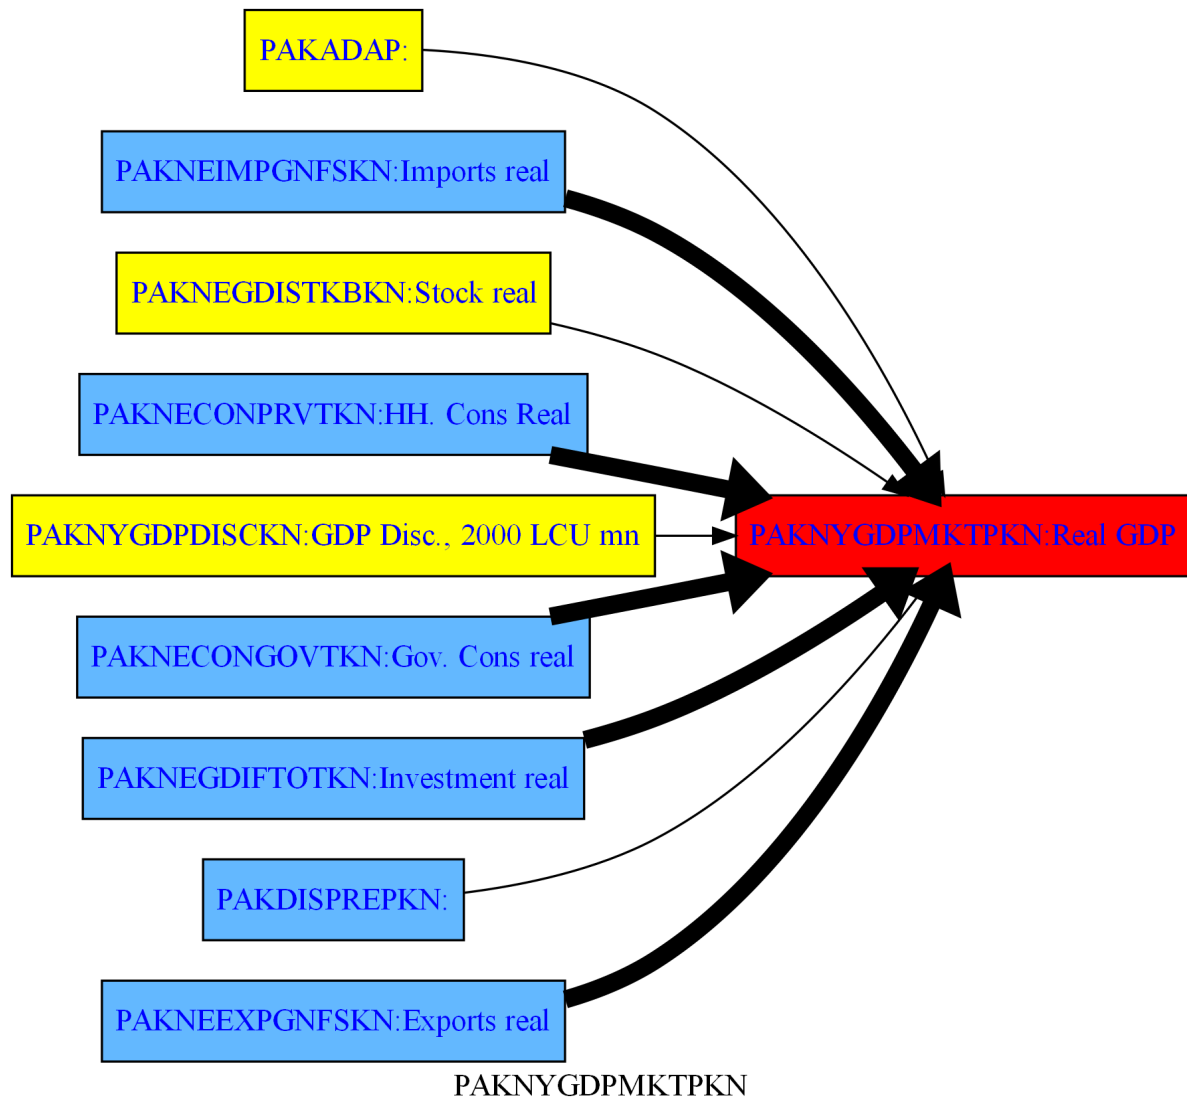 PAKADAP:
PAKNEIMPGNFSKN:Imports real
PAKNEGDISTKBKN:Stock real
PAKNECONPRVTKN:HH. Cons Real
PAKNYGDPDISCKN:GDP Disc., 2000 LCU mn
PAKNYGDPMKTPKN:Real GDP
PAKNECONGOVTKN:Gov. Cons real
PAKNEGDIFTOTKN:Investment real
PAKDISPREPKN:
PAKNEEXPGNFSKN:Exports real
PAKNYGDPMKTPKN